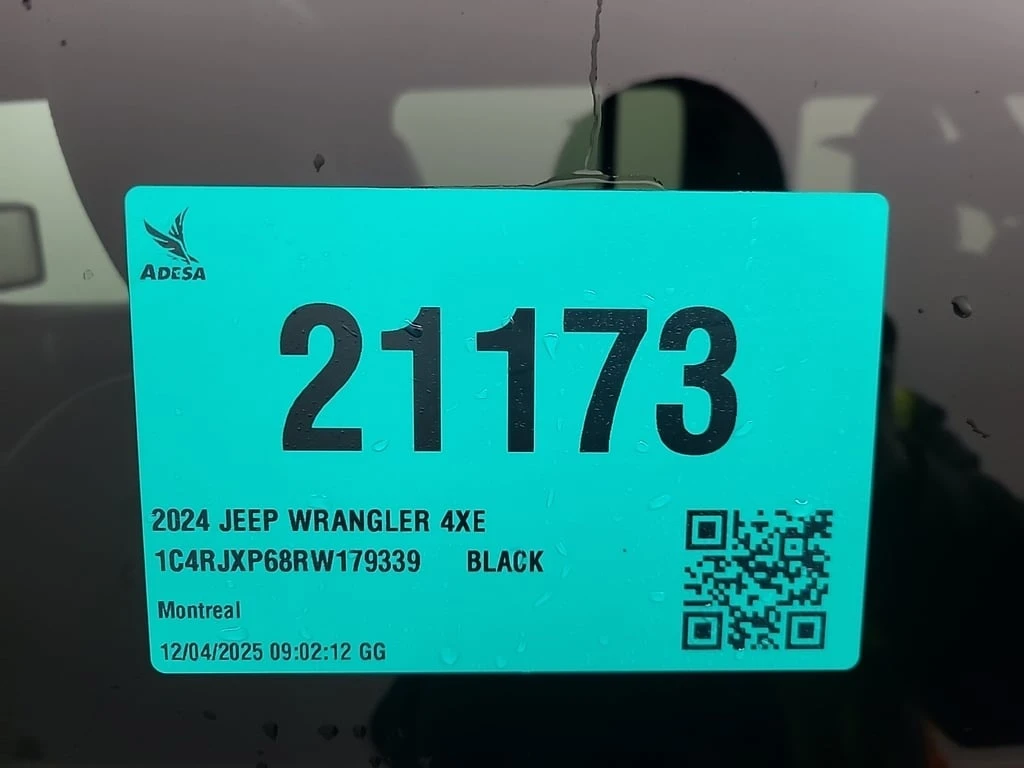 ADESA
21173
2024 JEEP WRANGLER 4XE
1C4RJXP68RW179339 BLACK
Montreal
12/04/2025 09:02:12 GG